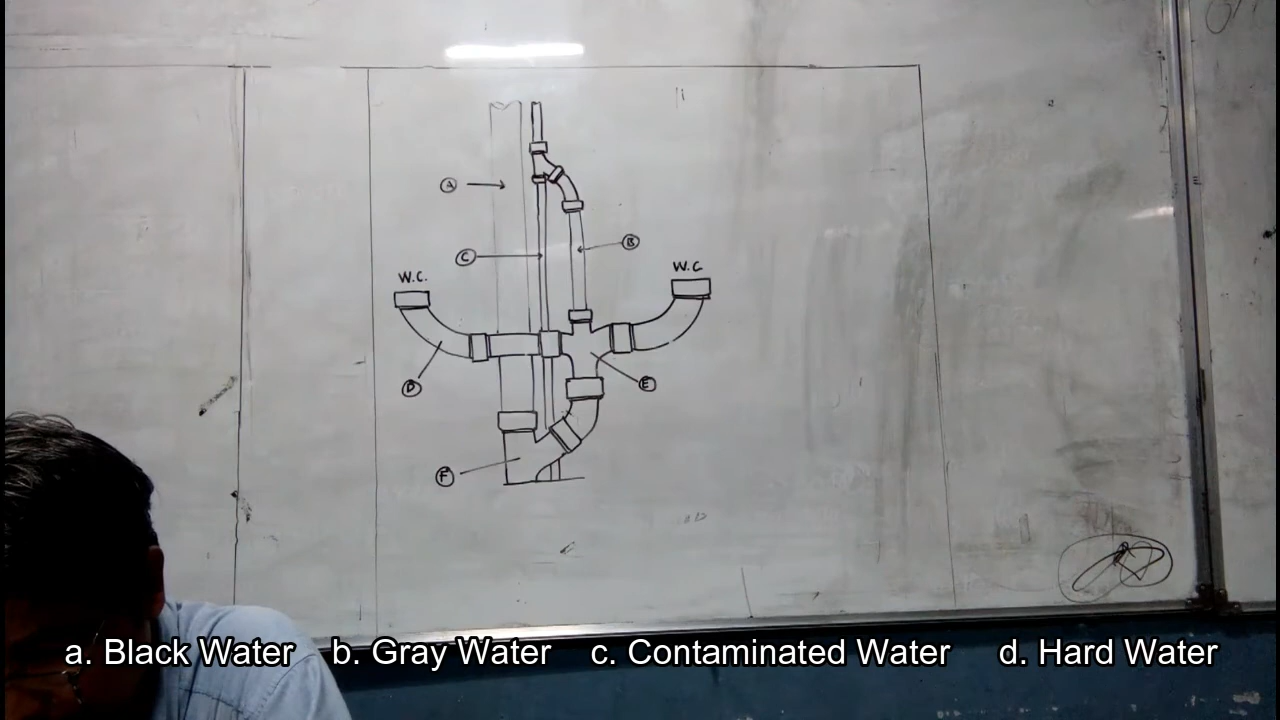 A
C
B
W.C.
W.C
D
E
F
a. Black Water b. Gray Water c. Contaminated Water d. Hard Water